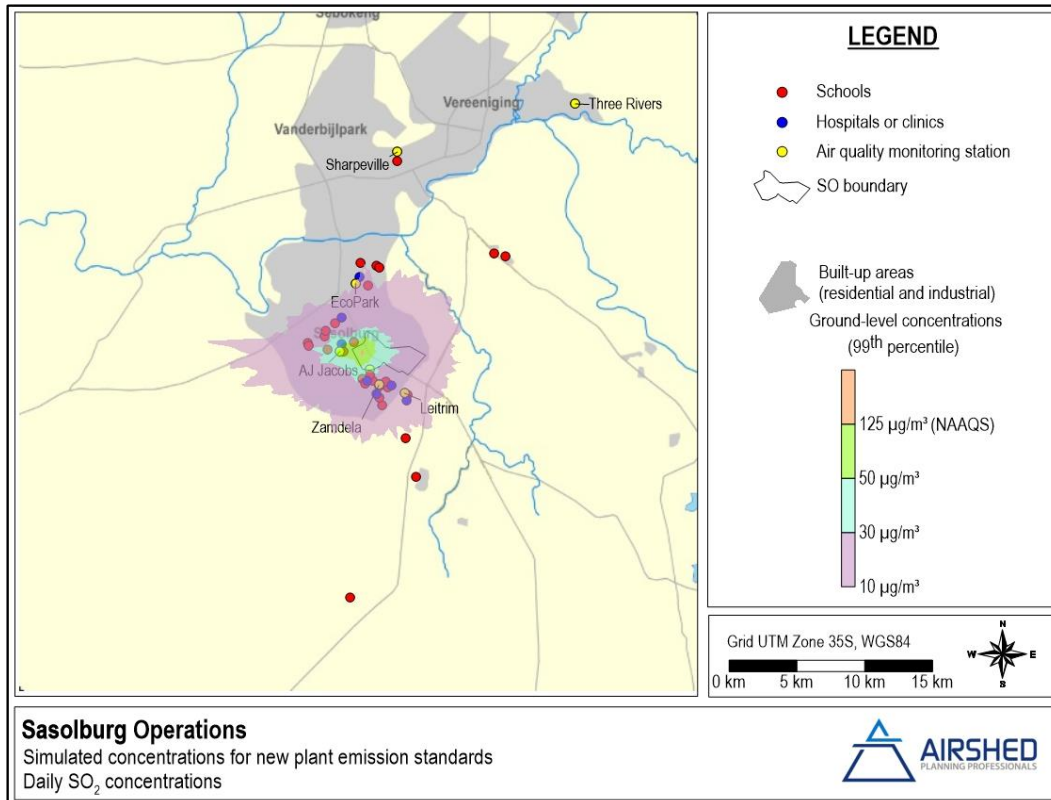 Sebokeng
Vereeniging
Three Rivers
Vanderbijlpark
Sharpeville
EcoPark
Sasolburg
AJ Jacobs
Leitrim
Zamdela
LEGEND
Schools
Hospitals or clinics
Air quality monitoring station
SO boundary
Built-up areas
(residential and industrial)
Ground-level concentrations
(99th percentile)
125 µg/m³ (NAAQS)
50 µg/m³
30 µg/m³
10 µg/m³
Grid UTM Zone 35S, WGS84
N
W E
S
0 km 5 km 10 km 15 km
Sasolburg Operations
Simulated concentrations for new plant emission standards
Daily SO₂ concentrations
AIRSHED
PLANNING PROFESSIONALS